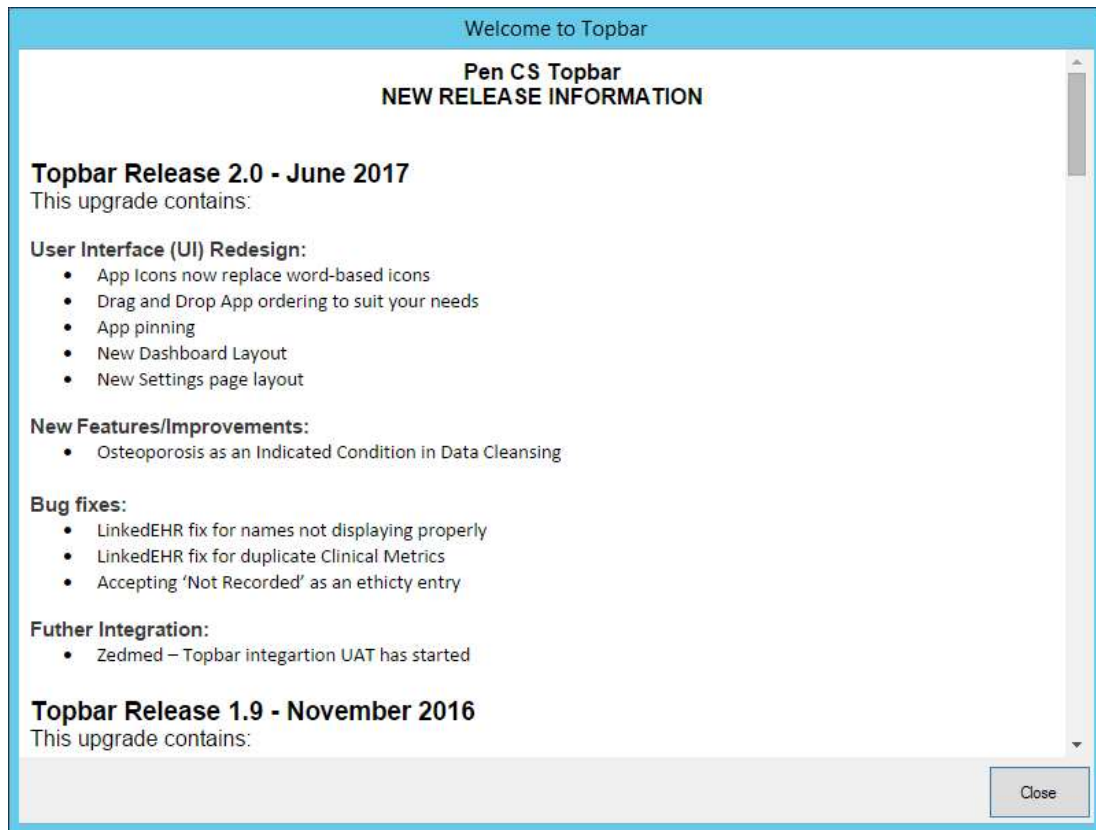 Welcome to Topbar
Pen CS Topbar
NEW RELEASE INFORMATION
Topbar Release 2.0 - June 2017
This upgrade contains:
User Interface (UI) Redesign:
• App Icons now replace word-based icons
• Drag and Drop App ordering to suit your needs
• App pinning
• New Dashboard Layout
• New Settings page layout
New Features/Improvements:
• Osteoporosis as an Indicated Condition in Data Cleansing
Bug fixes:
• LinkedEHR fix for names not displaying properly
• LinkedEHR fix for duplicate Clinical Metrics
• Accepting ‘Not Recorded’ as an ethicty entry
Futher Integration:
• Zedmed – Topbar integartion UAT has started
Topbar Release 1.9 - November 2016
This upgrade contains:
Close